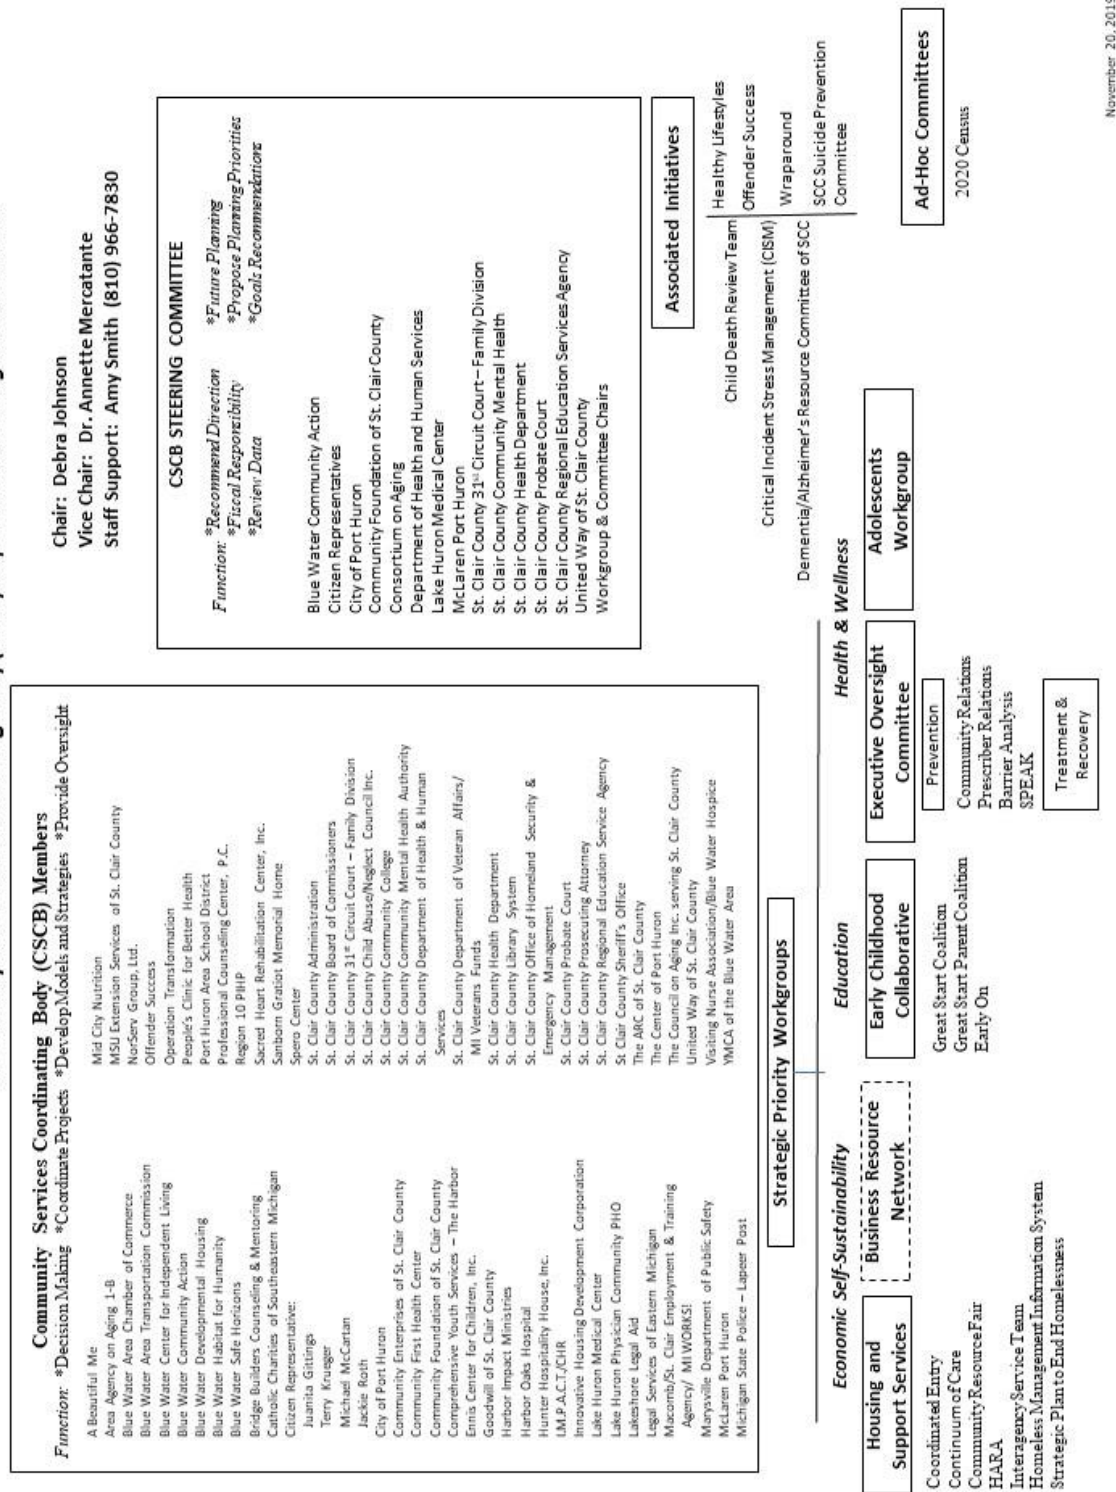 Chair: Debra Johnson
Vice Chair: Dr. Annette Mercatante
Staff Support: Amy Smith (810) 966-7830
Community Services Coordinating Body (CSCB) Members
Function: *Decision Making *Coordinate Projects *Develop Models and Strategies *Provide Oversight
A Beautiful Me
Area Agency on Aging 1-B
Blue Water Area Chamber of Commerce
Blue Water Area Transportation Commission
Blue Water Center for Independent Living
Blue Water Community Action
Blue Water Developmental Housing
Blue Water Habitat for Humanity
Blue Water Safe Horizons
Bridge Builders Counseling & Mentoring
Catholic Charities of Southeastern Michigan
Citizen Representative:
Juanita Gittings
Terry Krueger
Michael McCartan
Jackie Roth
City of Port Huron
Community Enterprises of St. Clair County
Community First Health Center
Community Foundation of St. Clair County
Comprehensive Youth Services – The Harbor
Ennis Center for Children, Inc.
Goodwill of St. Clair County
Harbor Impact Ministries
Harbor Oaks Hospital
Hunter Hospitality House, Inc.
I.M.P.A.C.T./CHR
Innovative Housing Development Corporation
Lake Huron Medical Center
Lake Huron Physician Community PHO
Lakeshore Legal Aid
Legal Services of Eastern Michigan
Macomb/St. Clair Employment & Training
Agency/ MI WORKS!
Marysville Department of Public Safety
McLaren Port Huron
Michigan State Police – Lapeer Post
Mid City Nutrition
MSU Extension Services of St. Clair County
NorServ Group, Ltd.
Offender Success
Operation Transformation
People's Clinic for Better Health
Port Huron Area School District
Professional Counseling Center, P.C.
Region 10 PIHP
Sacred Heart Rehabilitation Center, Inc.
Sanborn Gratiot Memorial Home
Spero Center
St. Clair County Administration
St. Clair County Board of Commissioners
St. Clair County 31st Circuit Court – Family Division
St. Clair County Child Abuse/Neglect Council Inc.
St. Clair County Community College
St. Clair County Community Mental Health Authority
St. Clair County Department of Health & Human
Services
St. Clair County Department of Veteran Affairs/
MI Veterans Funds
St. Clair County Health Department
St. Clair County Library System
St. Clair County Office of Homeland Security &
Emergency Management
St. Clair County Probate Court
St. Clair County Prosecuting Attorney
St. Clair County Regional Education Service Agency
St Clair County Sheriff's Office
The ARC of St. Clair County
The Center of Port Huron
The Council on Aging Inc. serving St. Clair County
United Way of St. Clair County
Visiting Nurse Association/Blue Water Hospice
YMCA of the Blue Water Area
CSCB STEERING COMMITTEE
Function: *Recommend Direction *Future Planning
*Fiscal Responsibility *Propose Planning Priorities
*Review Data *Goals Recommendations
Blue Water Community Action
Citizen Representatives
City of Port Huron
Community Foundation of St. Clair County
Consortium on Aging
Department of Health and Human Services
Lake Huron Medical Center
McLaren Port Huron
St. Clair County 31st Circuit Court – Family Division
St. Clair County Community Mental Health
St. Clair County Health Department
St. Clair County Probate Court
St. Clair County Regional Education Services Agency
United Way of St. Clair County
Workgroup & Committee Chairs
Strategic Priority Workgroups
Associated Initiatives
Child Death Review Team
Critical Incident Stress Management (CISM)
Dementia/Alzheimer's Resource Committee of SCC
Healthy Lifestyles
Offender Success
Wraparound
SCC Suicide Prevention
Committee
Economic Self-Sustainability
Education
Health & Wellness
Housing and
Support Services
Coordinated Entry
Continuum of Care
Community Resource Fair
HARA
Interagency Service Team
Homeless Management Information System
Strategic Plan to End Homelessness
Business Resource
Network
Early Childhood
Collaborative
Great Start Coalition
Great Start Parent Coalition
Early On
Executive Oversight
Committee
Prevention
Community Relations
Prescriber Relations
Barrier Analysis
SPEAK
Treatment &
Recovery
Adolescents
Workgroup
Ad-Hoc Committees
2020 Census
November 20, 2019